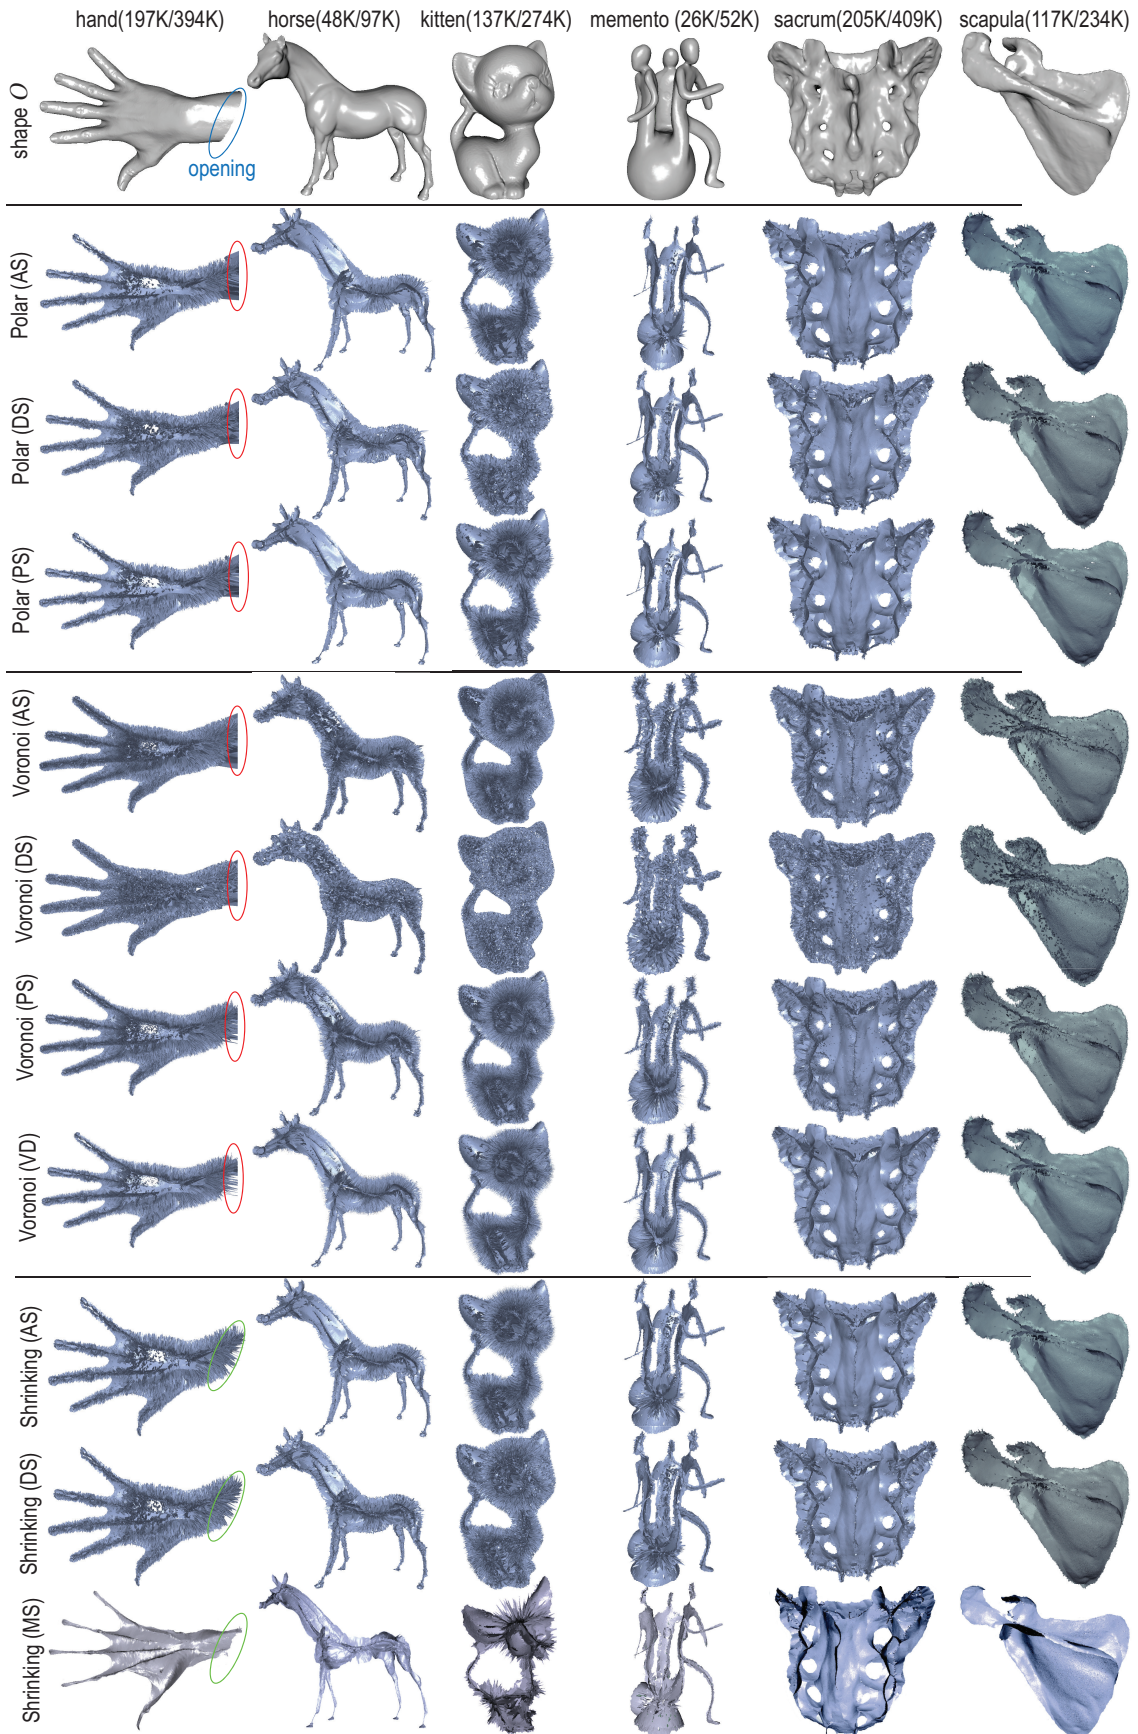 hand(197K/394K) horse(48K/97K) kitten(137K/274K) memento (26K/52K) sacrum(205K/409K) scapula(117K/234K)
shape O
opening
Polar (AS)
Polar (DS)
Polar (PS)
Voronoi (AS)
Voronoi (DS)
Voronoi (PS)
Voronoi (VD)
Shrinking (AS)
Shrinking (DS)
Shrinking (MS)